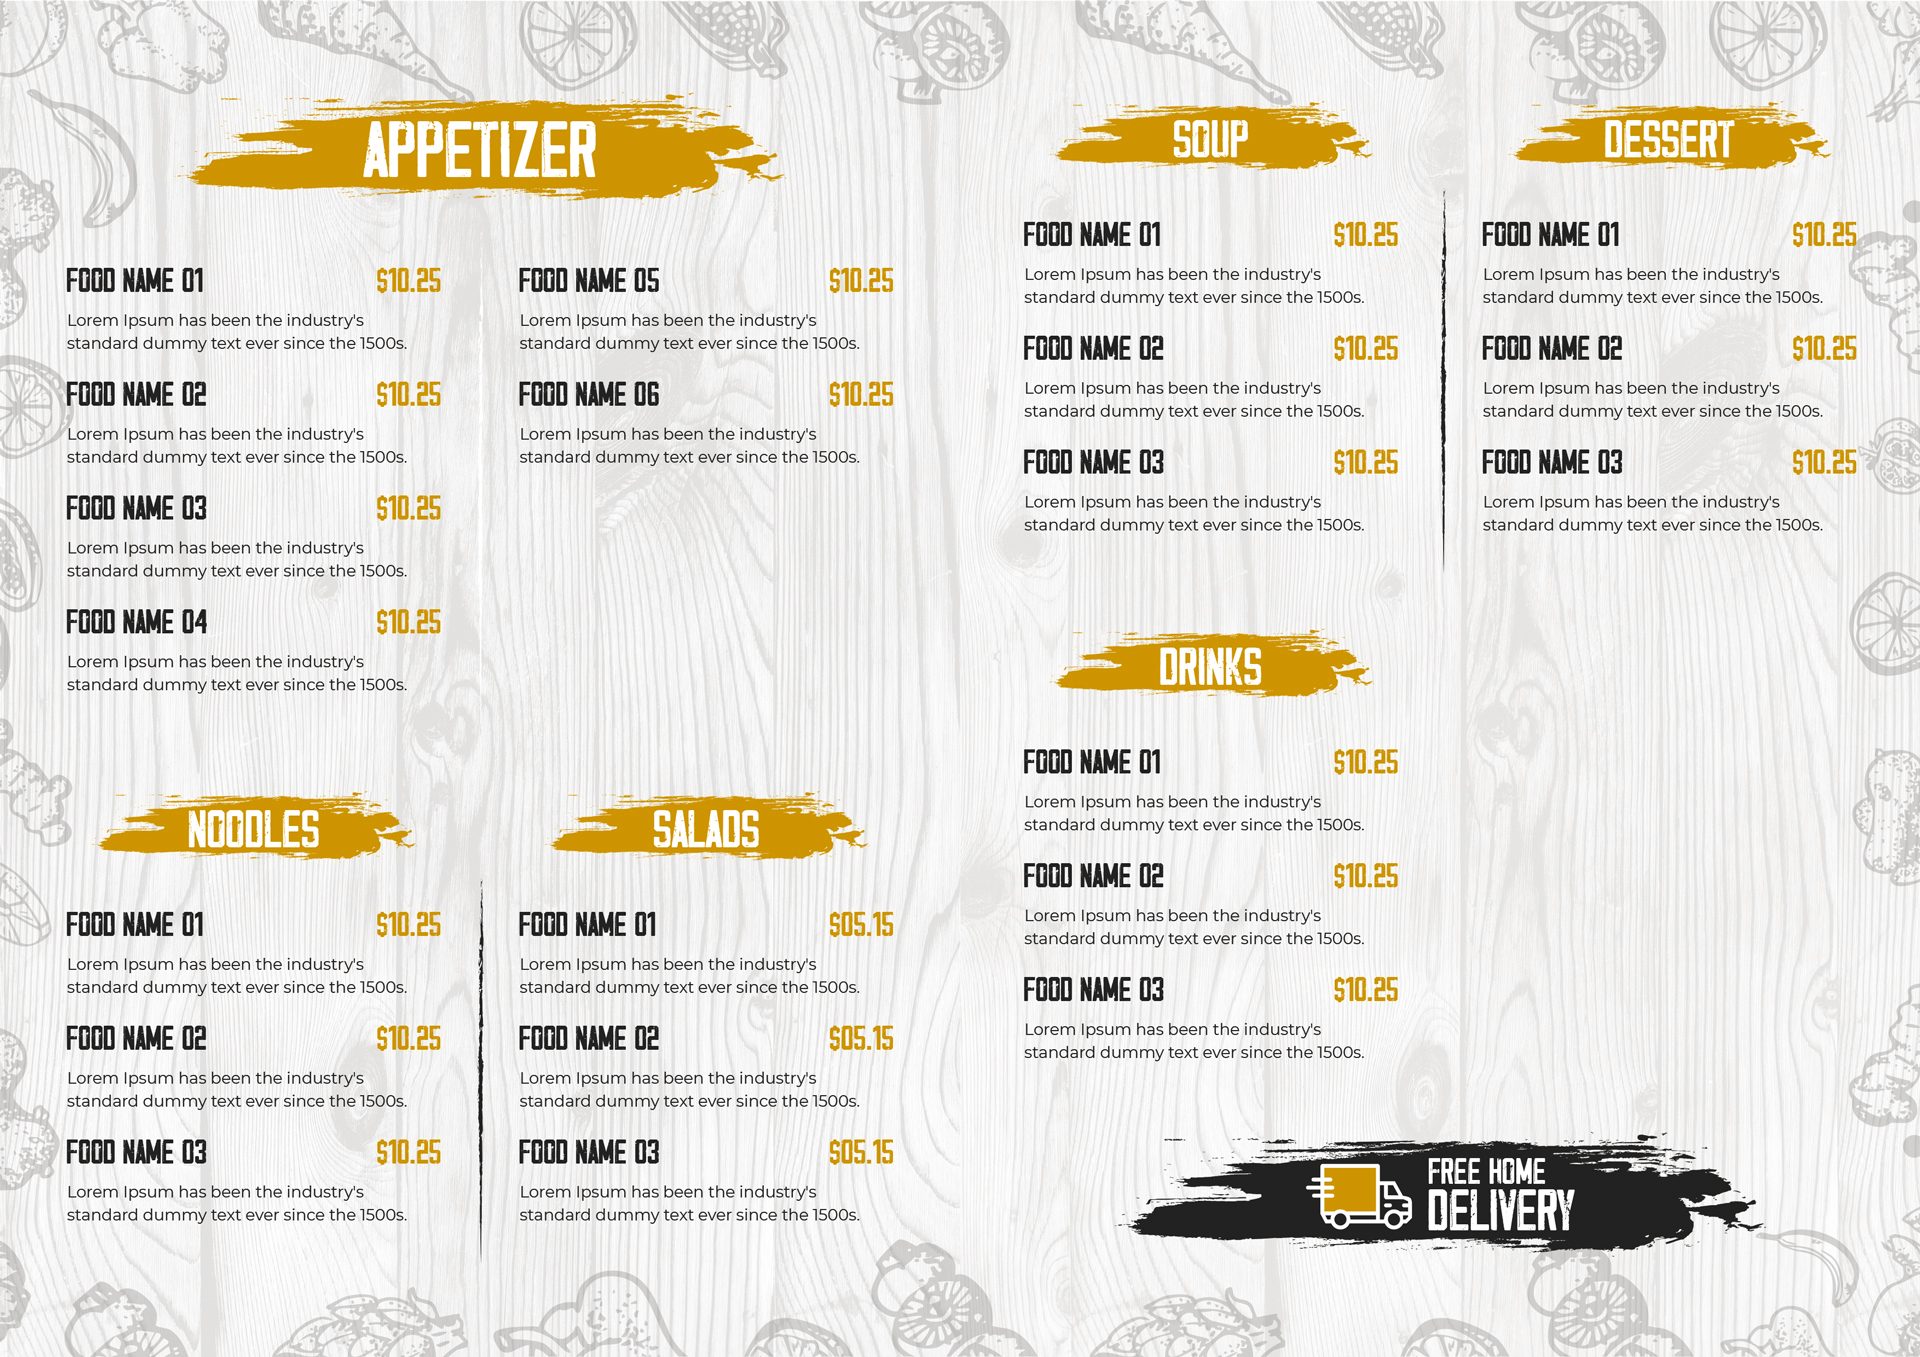 APPETIZER
FOOD NAME 01 $10.25
Lorem Ipsum has been the industry's
standard dummy text ever since the 1500s.
FOOD NAME 02 $10.25
Lorem Ipsum has been the industry's
standard dummy text ever since the 1500s.
FOOD NAME 03 $10.25
Lorem Ipsum has been the industry's
standard dummy text ever since the 1500s.
FOOD NAME 04 $10.25
Lorem Ipsum has been the industry's
standard dummy text ever since the 1500s.
FOOD NAME 05 $10.25
Lorem Ipsum has been the industry's
standard dummy text ever since the 1500s.
FOOD NAME 06 $10.25
Lorem Ipsum has been the industry's
standard dummy text ever since the 1500s.
NOODLES
FOOD NAME 01 $10.25
Lorem Ipsum has been the industry's
standard dummy text ever since the 1500s.
FOOD NAME 02 $10.25
Lorem Ipsum has been the industry's
standard dummy text ever since the 1500s.
FOOD NAME 03 $10.25
Lorem Ipsum has been the industry's
standard dummy text ever since the 1500s.
SALADS
FOOD NAME 01 $05.15
Lorem Ipsum has been the industry's
standard dummy text ever since the 1500s.
FOOD NAME 02 $05.15
Lorem Ipsum has been the industry's
standard dummy text ever since the 1500s.
FOOD NAME 03 $05.15
Lorem Ipsum has been the industry's
standard dummy text ever since the 1500s.
SOUP
FOOD NAME 01 $10.25
Lorem Ipsum has been the industry's
standard dummy text ever since the 1500s.
FOOD NAME 02 $10.25
Lorem Ipsum has been the industry's
standard dummy text ever since the 1500s.
FOOD NAME 03 $10.25
Lorem Ipsum has been the industry's
standard dummy text ever since the 1500s.
DESSERT
FOOD NAME 01 $10.25
Lorem Ipsum has been the industry's
standard dummy text ever since the 1500s.
FOOD NAME 02 $10.25
Lorem Ipsum has been the industry's
standard dummy text ever since the 1500s.
FOOD NAME 03 $10.25
Lorem Ipsum has been the industry's
standard dummy text ever since the 1500s.
DRINKS
FOOD NAME 01 $10.25
Lorem Ipsum has been the industry's
standard dummy text ever since the 1500s.
FOOD NAME 02 $10.25
Lorem Ipsum has been the industry's
standard dummy text ever since the 1500s.
FOOD NAME 03 $10.25
Lorem Ipsum has been the industry's
standard dummy text ever since the 1500s.
FREE HOME
DELIVERY